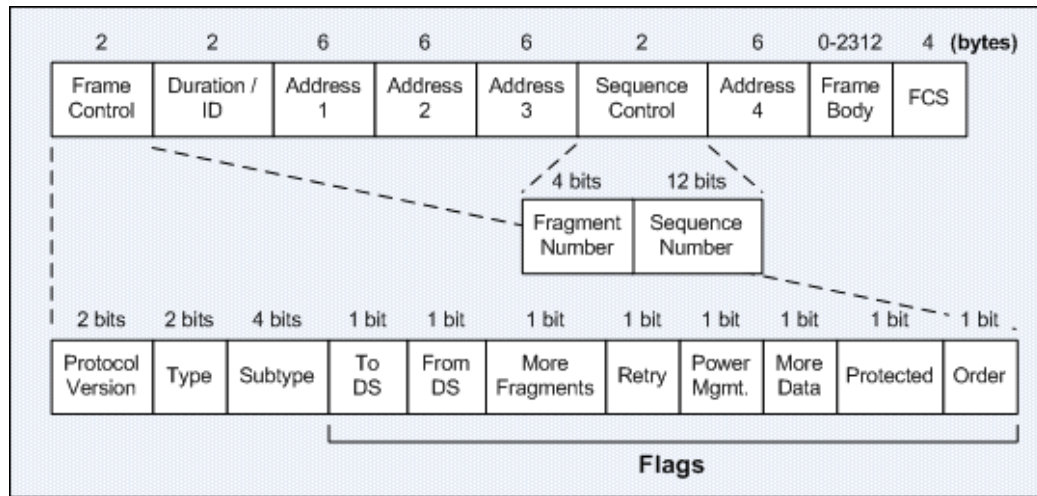 2 2 6 6 6 2 6 0-2312 4 (bytes)
Frame Control
Duration / ID
Address 1
Address 2
Address 3
Sequence Control
Address 4
Frame Body
FCS
4 bits 12 bits
Fragment Number
Sequence Number
2 bits 2 bits 4 bits 1 bit 1 bit 1 bit 1 bit 1 bit 1 bit 1 bit 1 bit
Protocol Version
Type
Subtype
To DS
From DS
More Fragments
Retry
Power Mgmt.
More Data
Protected
Order
Flags